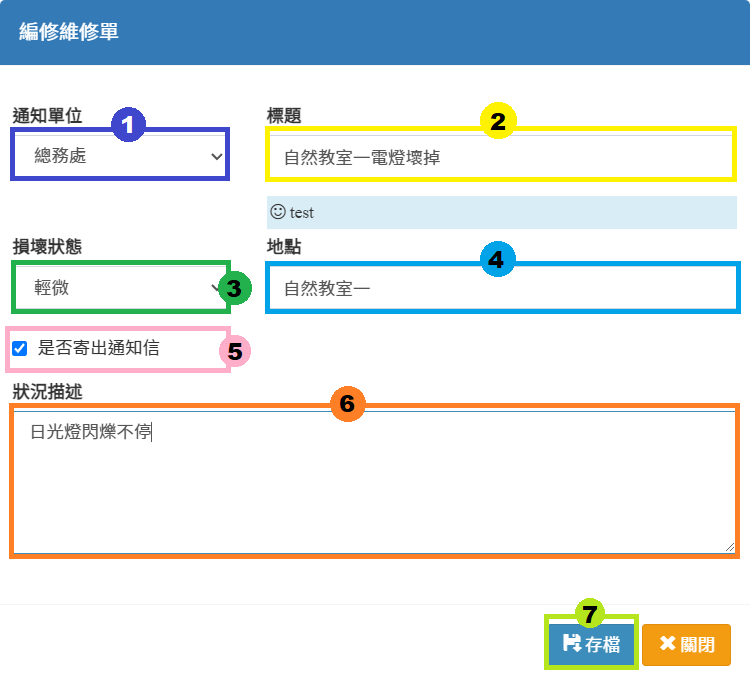 編修維修單
通知單位
1
標題
2
總務處
自然教室一電燈壞掉
test
損壞狀態
地點
4
輕微
3
自然教室一
是否寄出通知信
5
狀況描述
6
日光燈閃爍不停
7
存檔
關閉